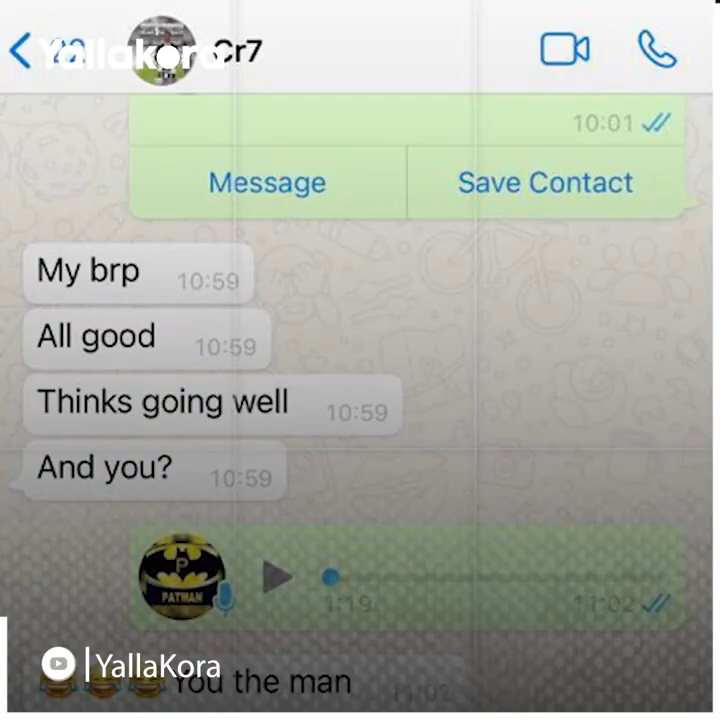 YallaKora
Cr7
10:01
Message
Save Contact
My brp 10:59
All good 10:59
Thinks going well 10:59
And you? 10:59
P
PATMAN
1:19
11:02
YallaKora
You the man 11:02